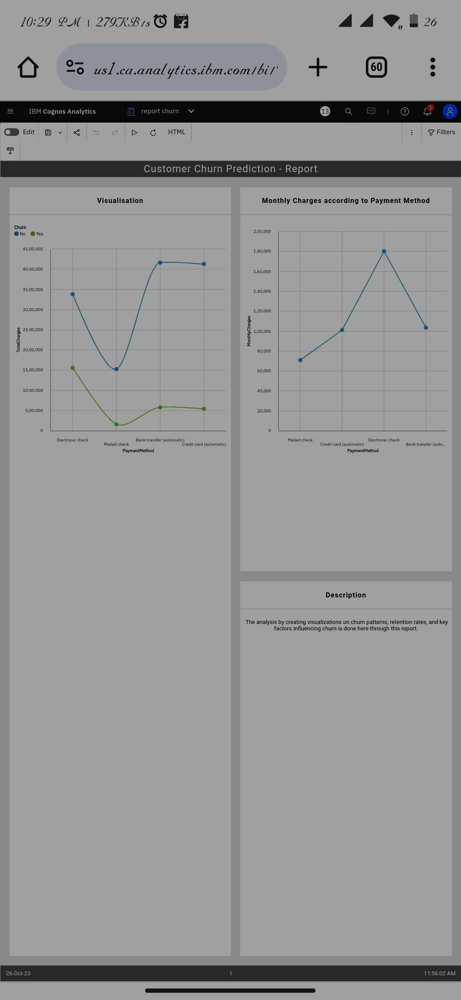 10:29 PM | 279KB/s
26
us1.ca.analytics.ibm.com/bi/
60
IBM Cognos Analytics
report churn
13
1
Edit
HTML
Filters
Customer Churn Prediction - Report
Visualisation
Churn
No Yes
45,00,000
40,00,000
35,00,000
30,00,000
25,00,000
20,00,000
15,00,000
10,00,000
5,00,000
0
TotalCharges
Electronic check
Mailed check
Bank transfer (automatic)
Credit card (automatic)
PaymentMethod
Monthly Charges according to Payment Method
2,00,000
1,80,000
1,60,000
1,40,000
1,20,000
1,00,000
80,000
60,000
40,000
20,000
0
MonthlyCharges
Mailed check
Credit card (automatic)
Electronic check
Bank transfer (auto...
PaymentMethod
Description
The analysis by creating visualizations on churn patterns, retention rates, and key
factors influencing churn is done here through this report.
26-Oct-23
1
11:56:02 AM